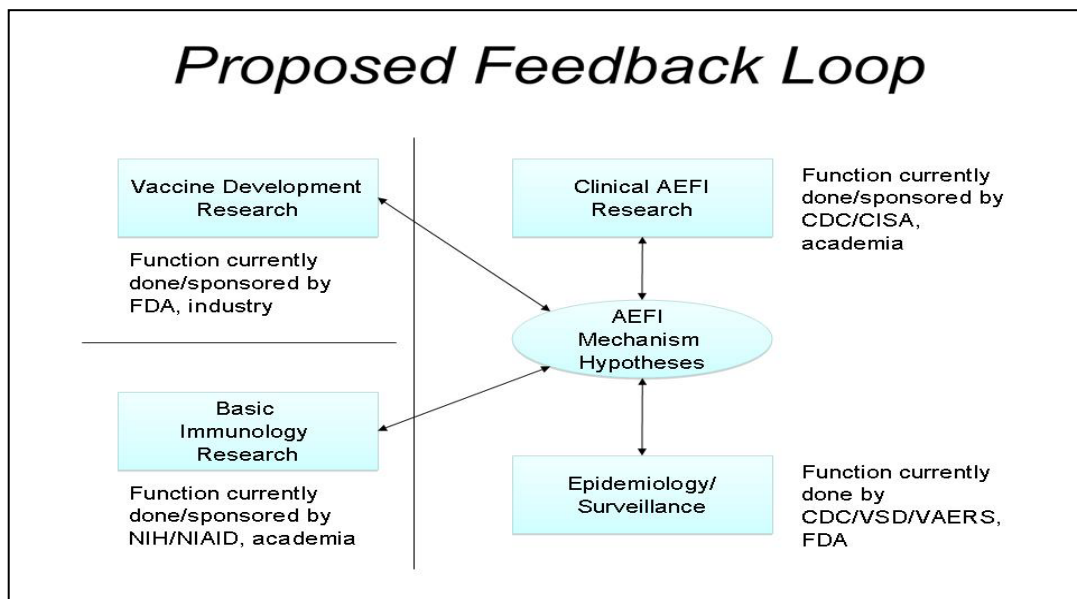 Proposed Feedback Loop
Vaccine Development
Research
Function currently
done/sponsored by
FDA, industry
Clinical AEFI
Research
Function currently
done/sponsored by
CDC/CISA,
academia
AEFI
Mechanism
Hypotheses
Basic
Immunology
Research
Function currently
done/sponsored by
NIH/NIAID, academia
Epidemiology/
Surveillance
Function currently
done by
CDC/VSD/VAERS,
FDA